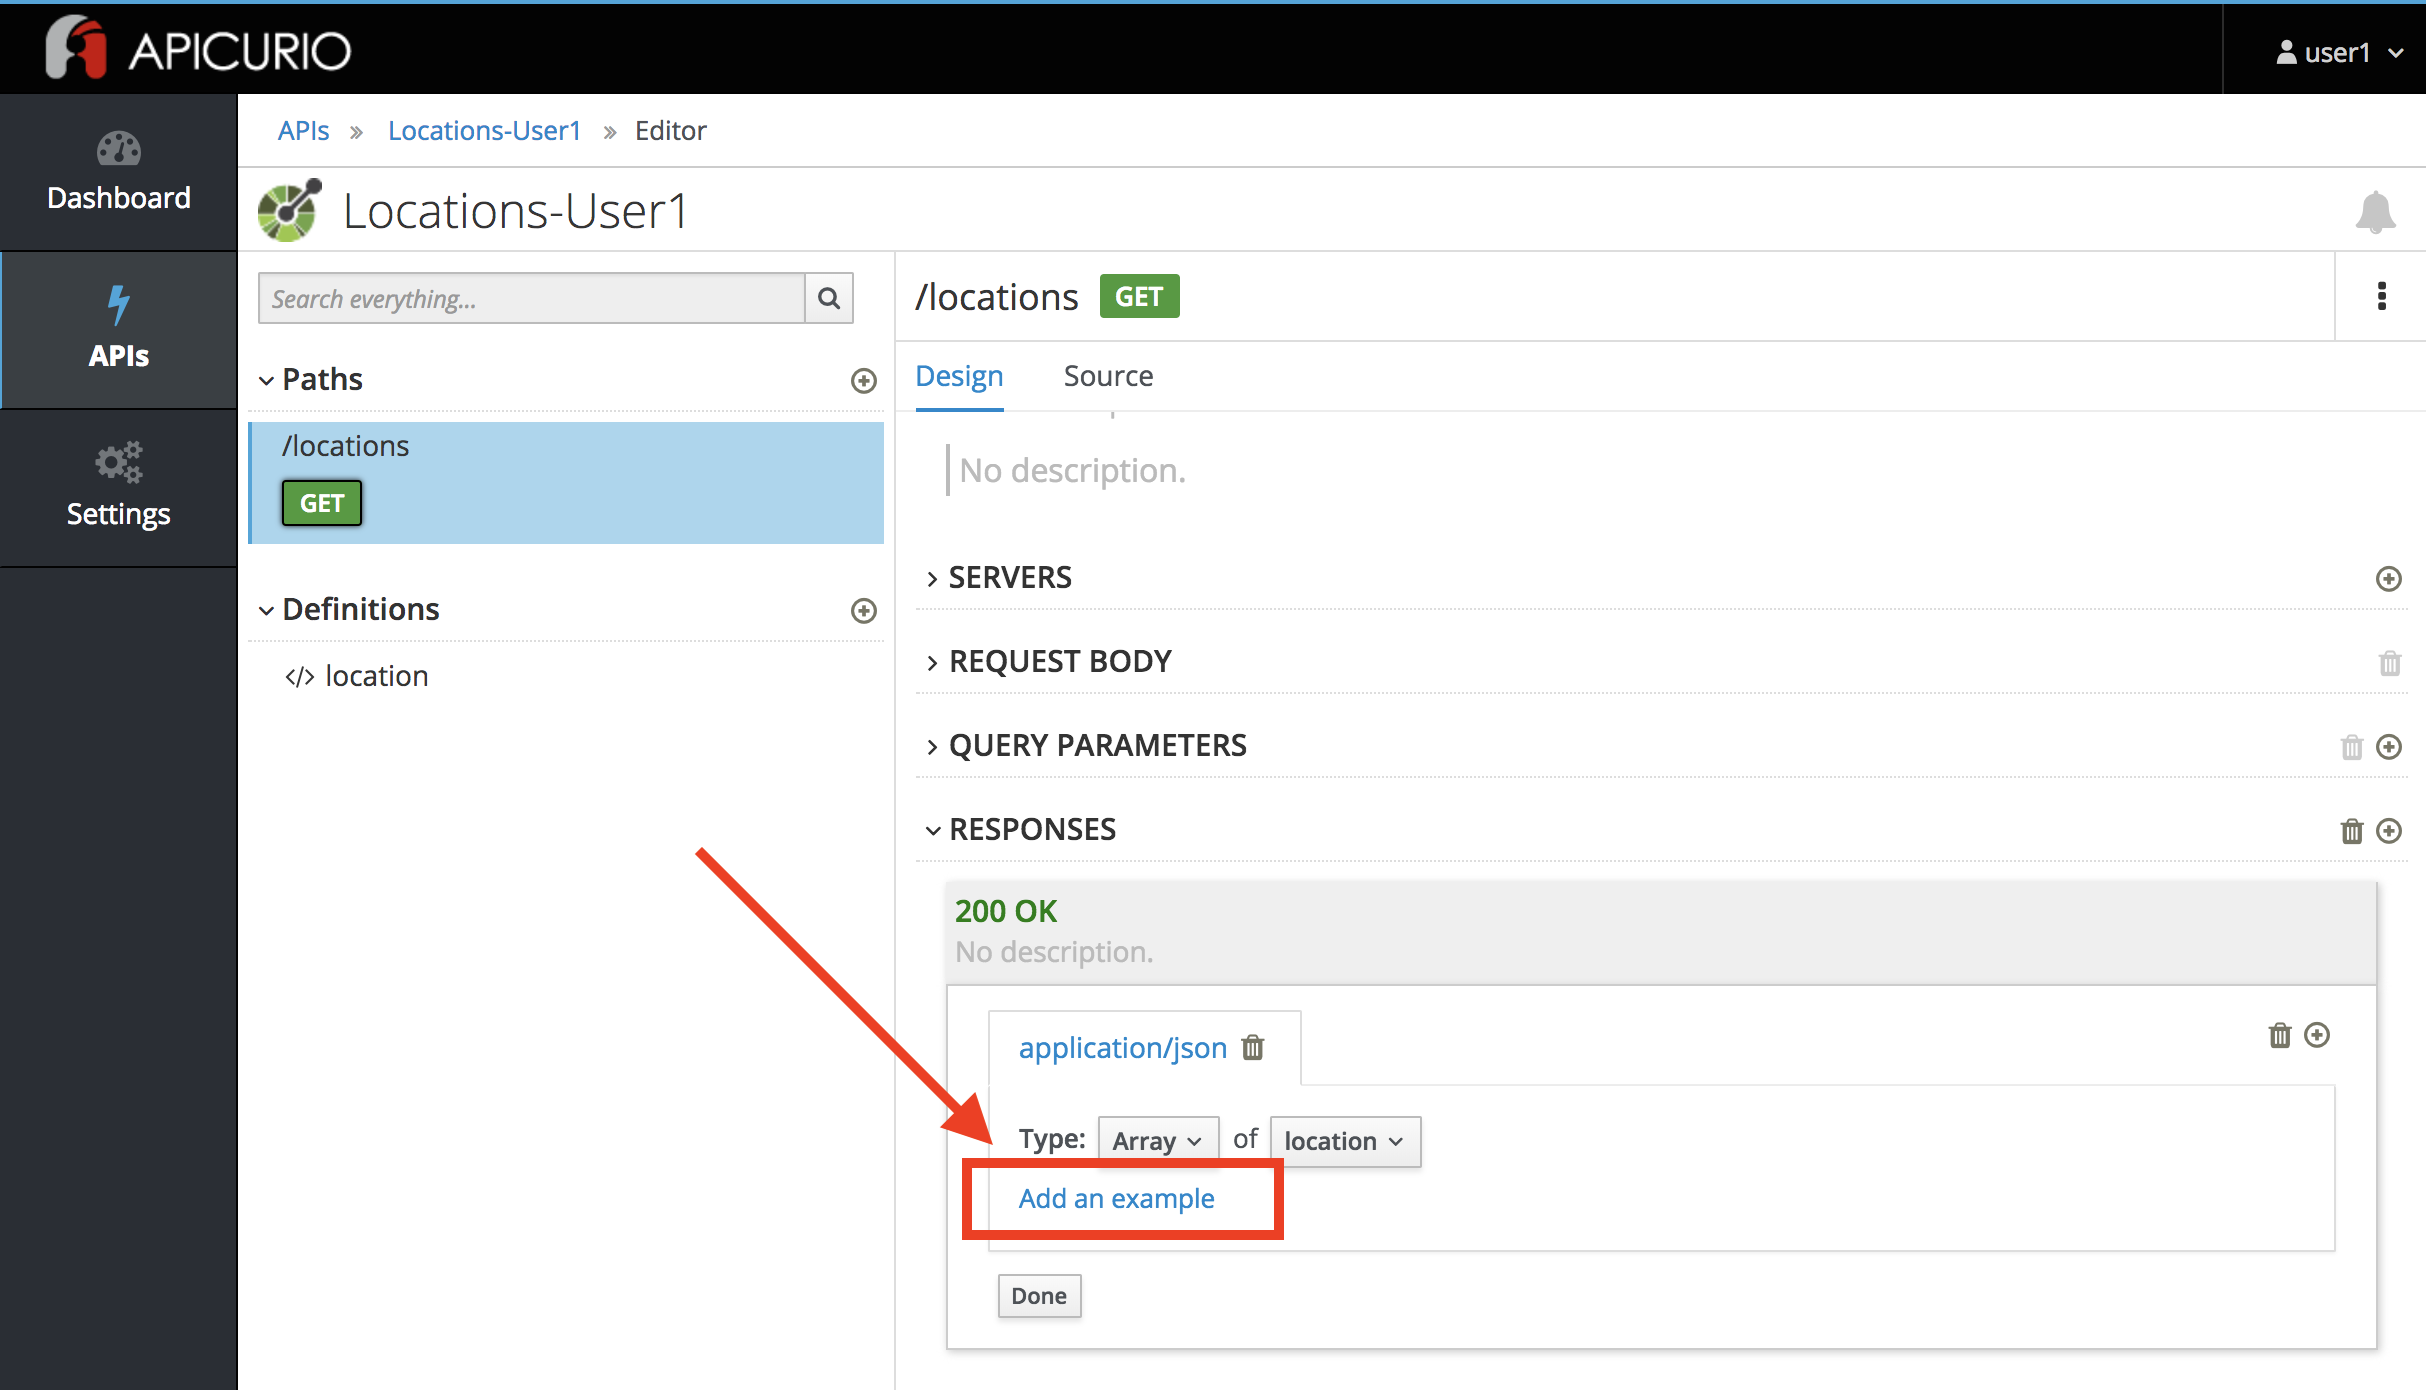 APICURIO
user1
Dashboard
APIs
Settings
APIs » Locations-User1 » Editor
Locations-User1
Search everything...
Paths
/locations
GET
Definitions
</> location
/locations GET
Design Source
No description.
SERVERS
REQUEST BODY
QUERY PARAMETERS
RESPONSES
200 OK
No description.
application/json
Type: Array of location
Add an example
Done